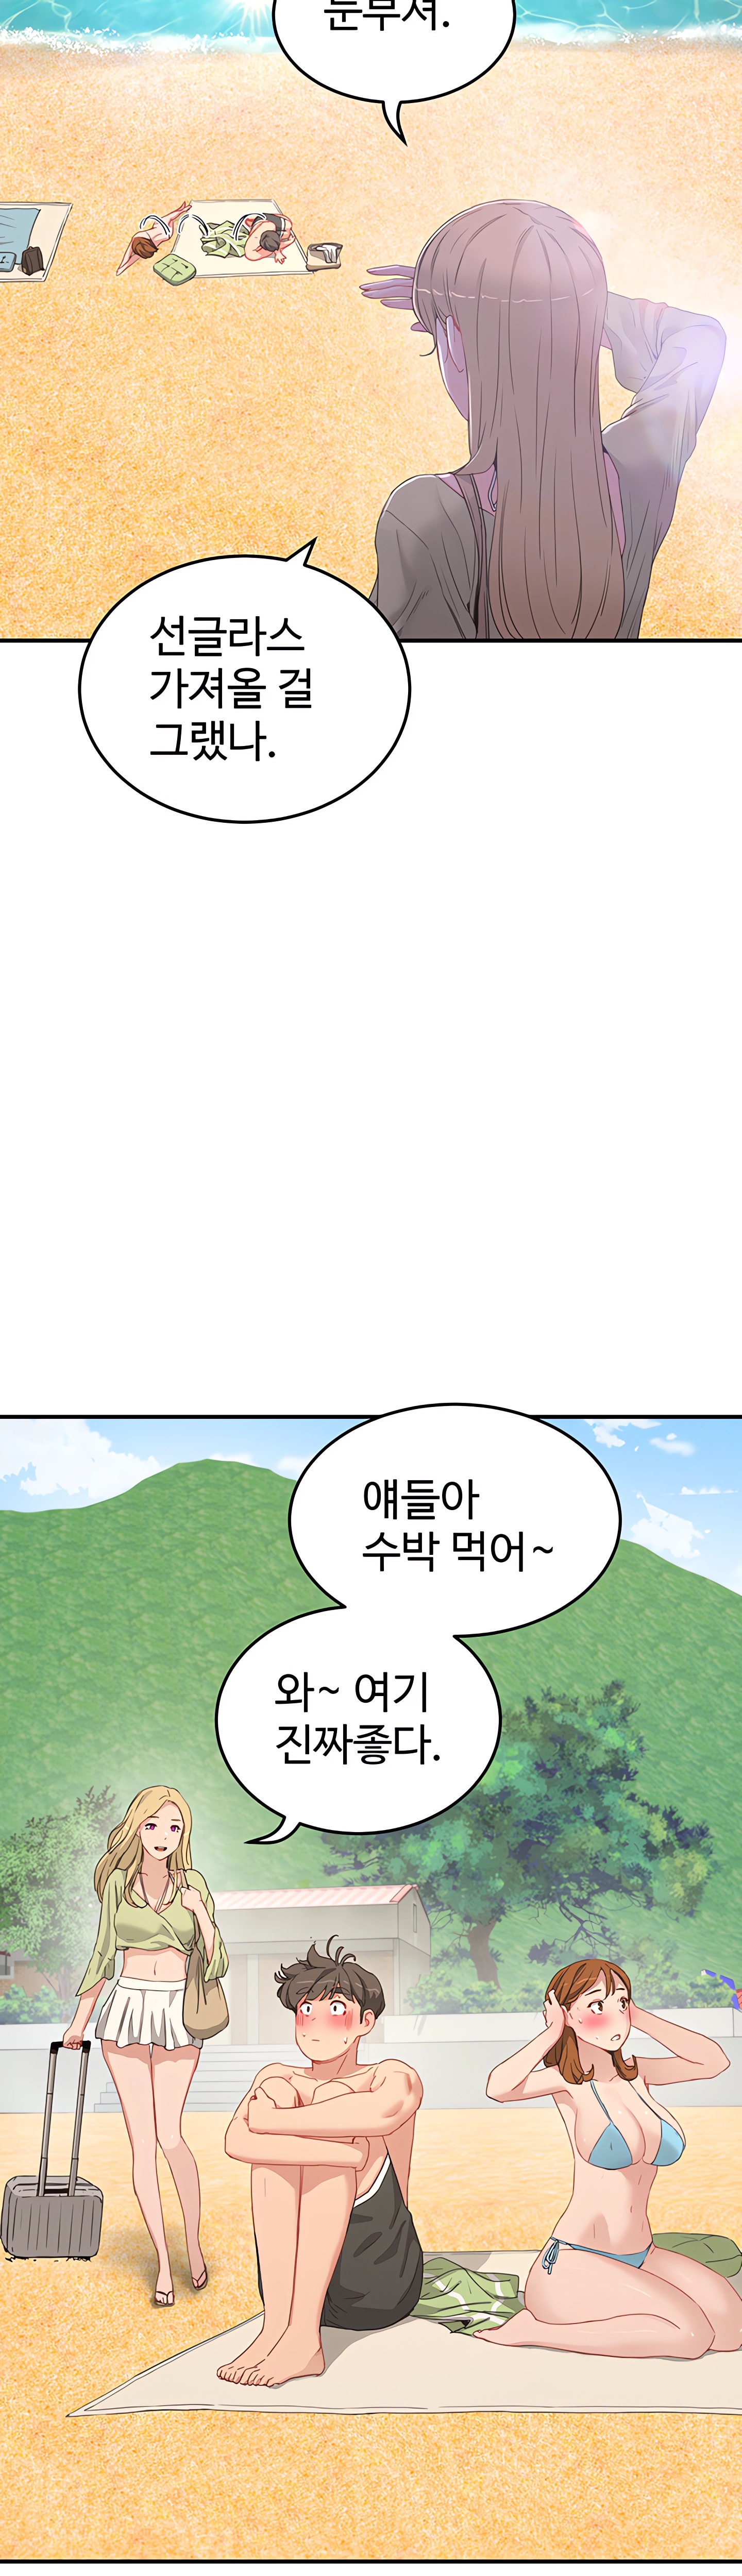 눈부셔.
선글라스
가져올 걸
그랬나.
얘들아
수박 먹어~
와~ 여기
진짜좋다.